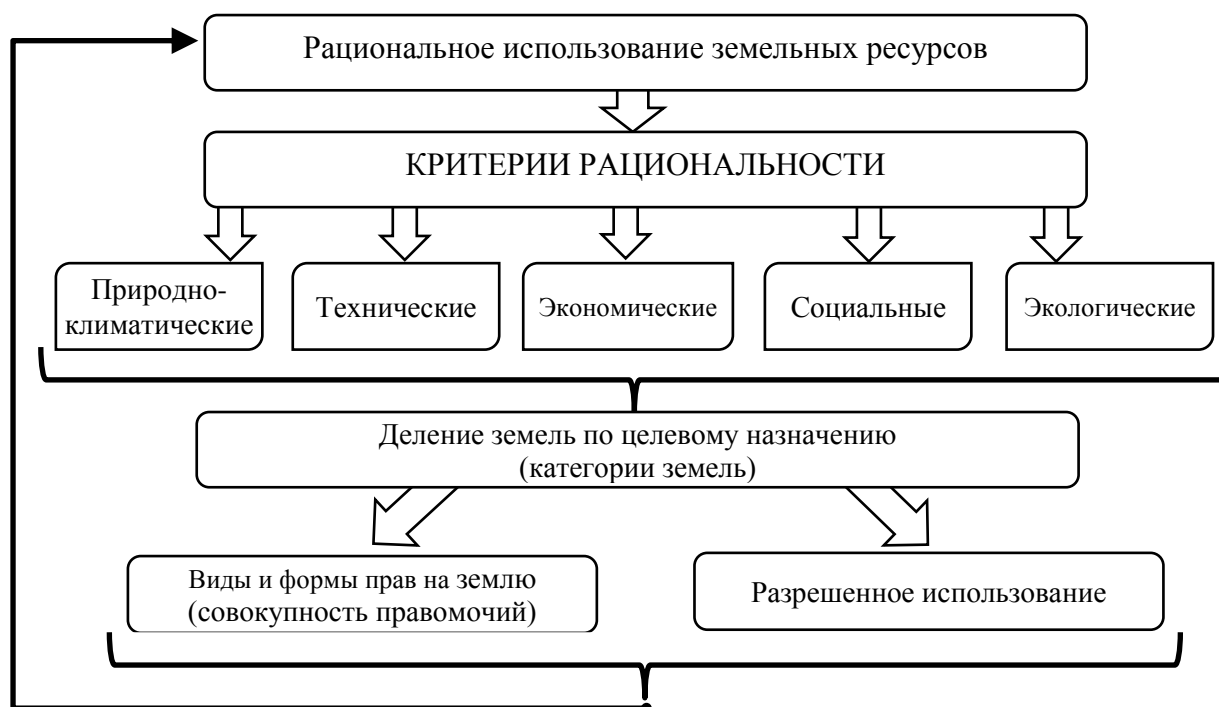 Рациональное использование земельных ресурсов
КРИТЕРИИ РАЦИОНАЛЬНОСТИ
Природно-
климатические
Технические
Экономические
Социальные
Экологические
Деление земель по целевому назначению
(категории земель)
Виды и формы прав на землю
(совокупность правомочий)
Разрешенное использование